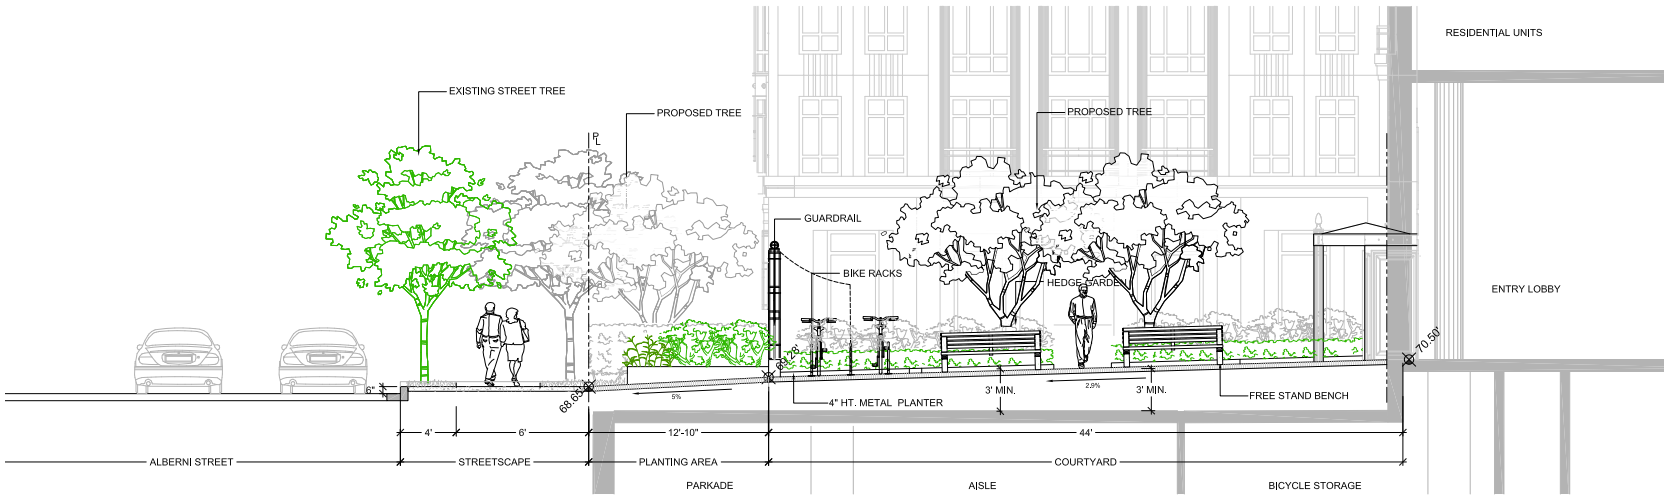 RESIDENTIAL UNITS
EXISTING STREET TREE
PROPOSED TREE
PROPOSED TREE
PL
GUARDRAIL
BIKE RACKS
HEDGE GARDEN
ENTRY LOBBY
70.50'
69.28'
68.65'
6"
5%
2.9%
3' MIN.
3' MIN.
4" HT. METAL PLANTER
FREE STAND BENCH
4'
6'
12'-10"
44'
ALBERNI STREET
STREETSCAPE
PLANTING AREA
COURTYARD
PARKADE
AISLE
BICYCLE STORAGE